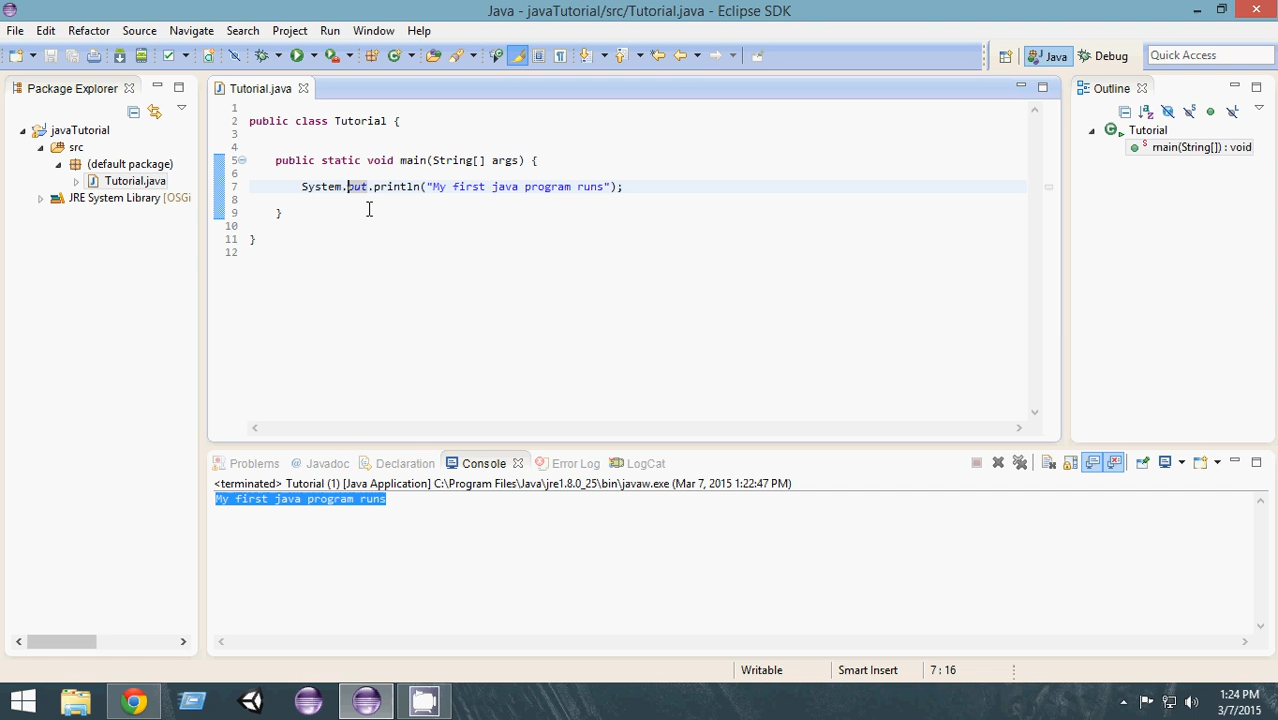 Java - javaTutorial/src/Tutorial.java - Eclipse SDK
File Edit Refactor Source Navigate Search Project Run Window Help
Java Debug Quick Access
Package Explorer
javaTutorial
src
(default package)
Tutorial.java
JRE System Library [OSGi
Tutorial.java
1
2 public class Tutorial {
3
4
5 public static void main(String[] args) {
6
7 System.out.println("My first java program runs");
8
9 }
10
11 }
12
Outline
Tutorial
main(String[]) : void
Problems Javadoc Declaration Console Error Log LogCat
<terminated> Tutorial (1) [Java Application] C:\Program Files\Java\jre1.8.0_25\bin\javaw.exe (Mar 7, 2015 1:22:47 PM)
My first java program runs
Writable Smart Insert 7 : 16
1:24 PM
3/7/2015